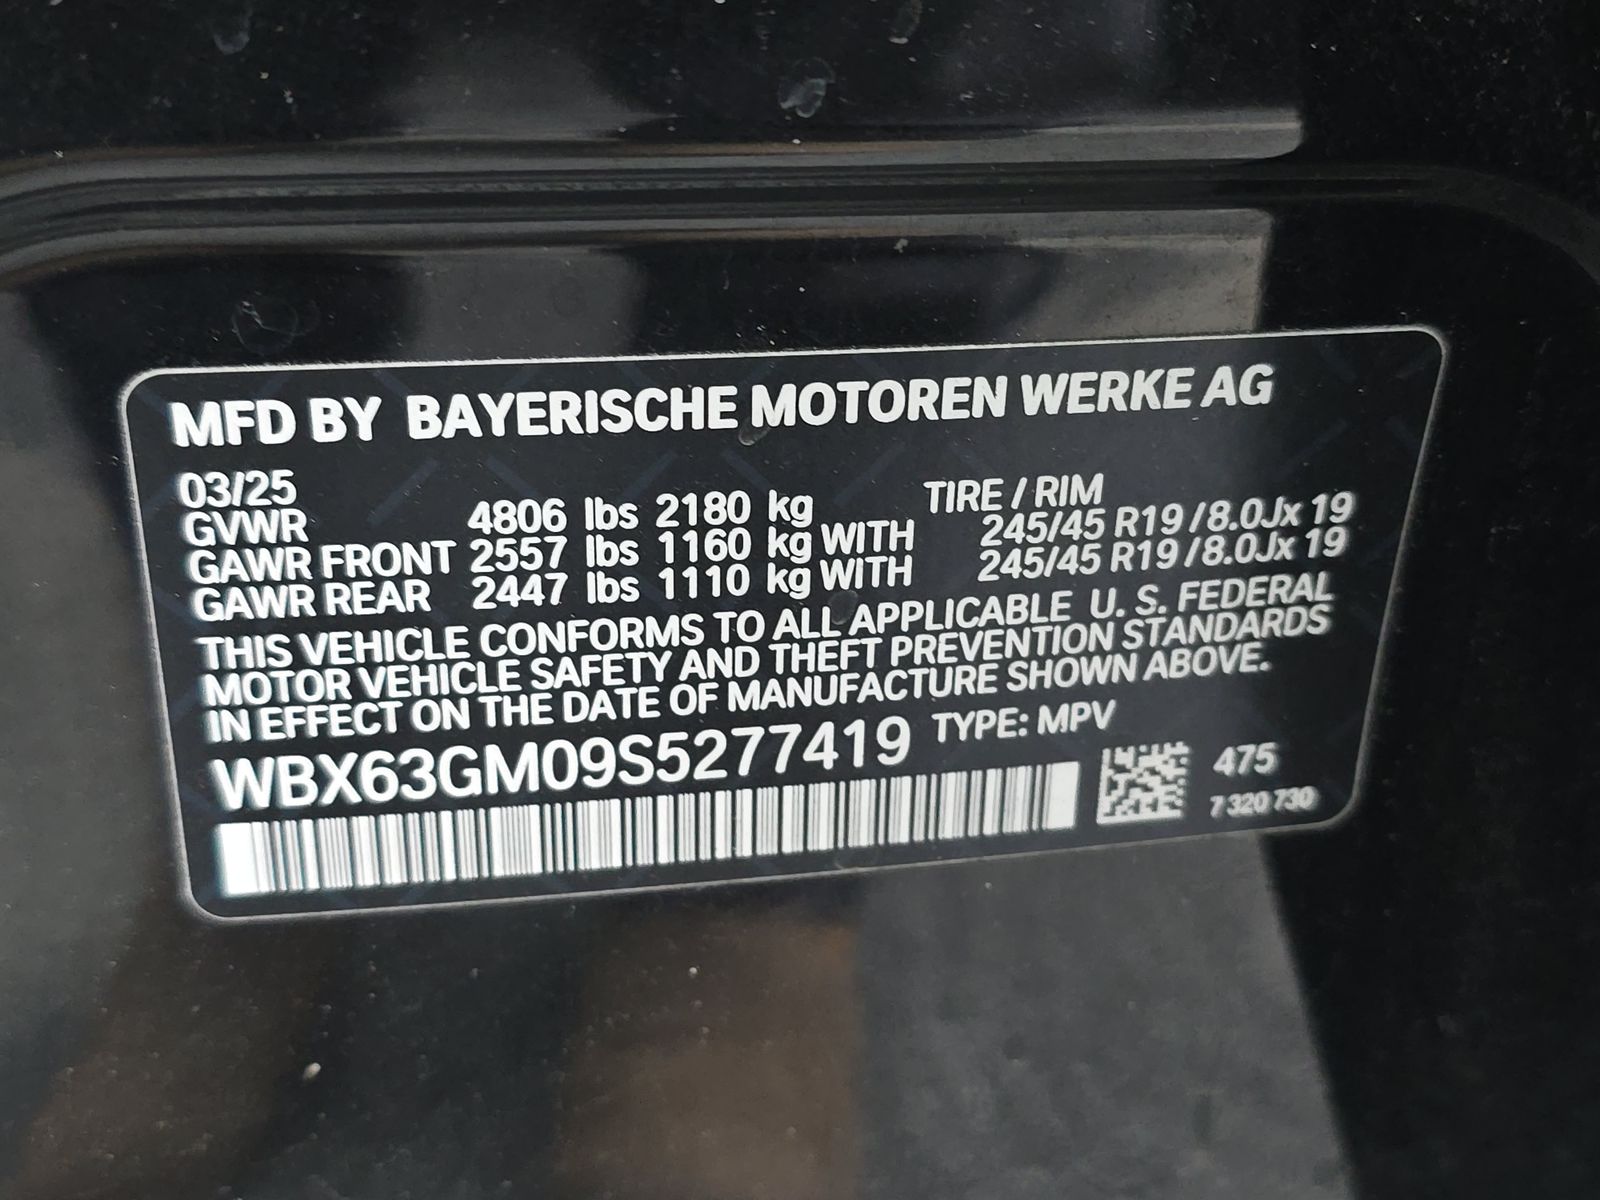 MFD BY BAYERISCHE MOTOREN WERKE AG
03/25 TIRE / RIM
GVWR 4806 lbs 2180 kg
GAWR FRONT 2557 lbs 1160 kg WITH 245/45 R19 / 8.0Jx 19
GAWR REAR 2447 lbs 1110 kg WITH 245/45 R19 / 8.0Jx 19
THIS VEHICLE CONFORMS TO ALL APPLICABLE U. S. FEDERAL
MOTOR VEHICLE SAFETY AND THEFT PREVENTION STANDARDS
IN EFFECT ON THE DATE OF MANUFACTURE SHOWN ABOVE.
WBX63GM09S5277419 TYPE: MPV
475
7 320 730